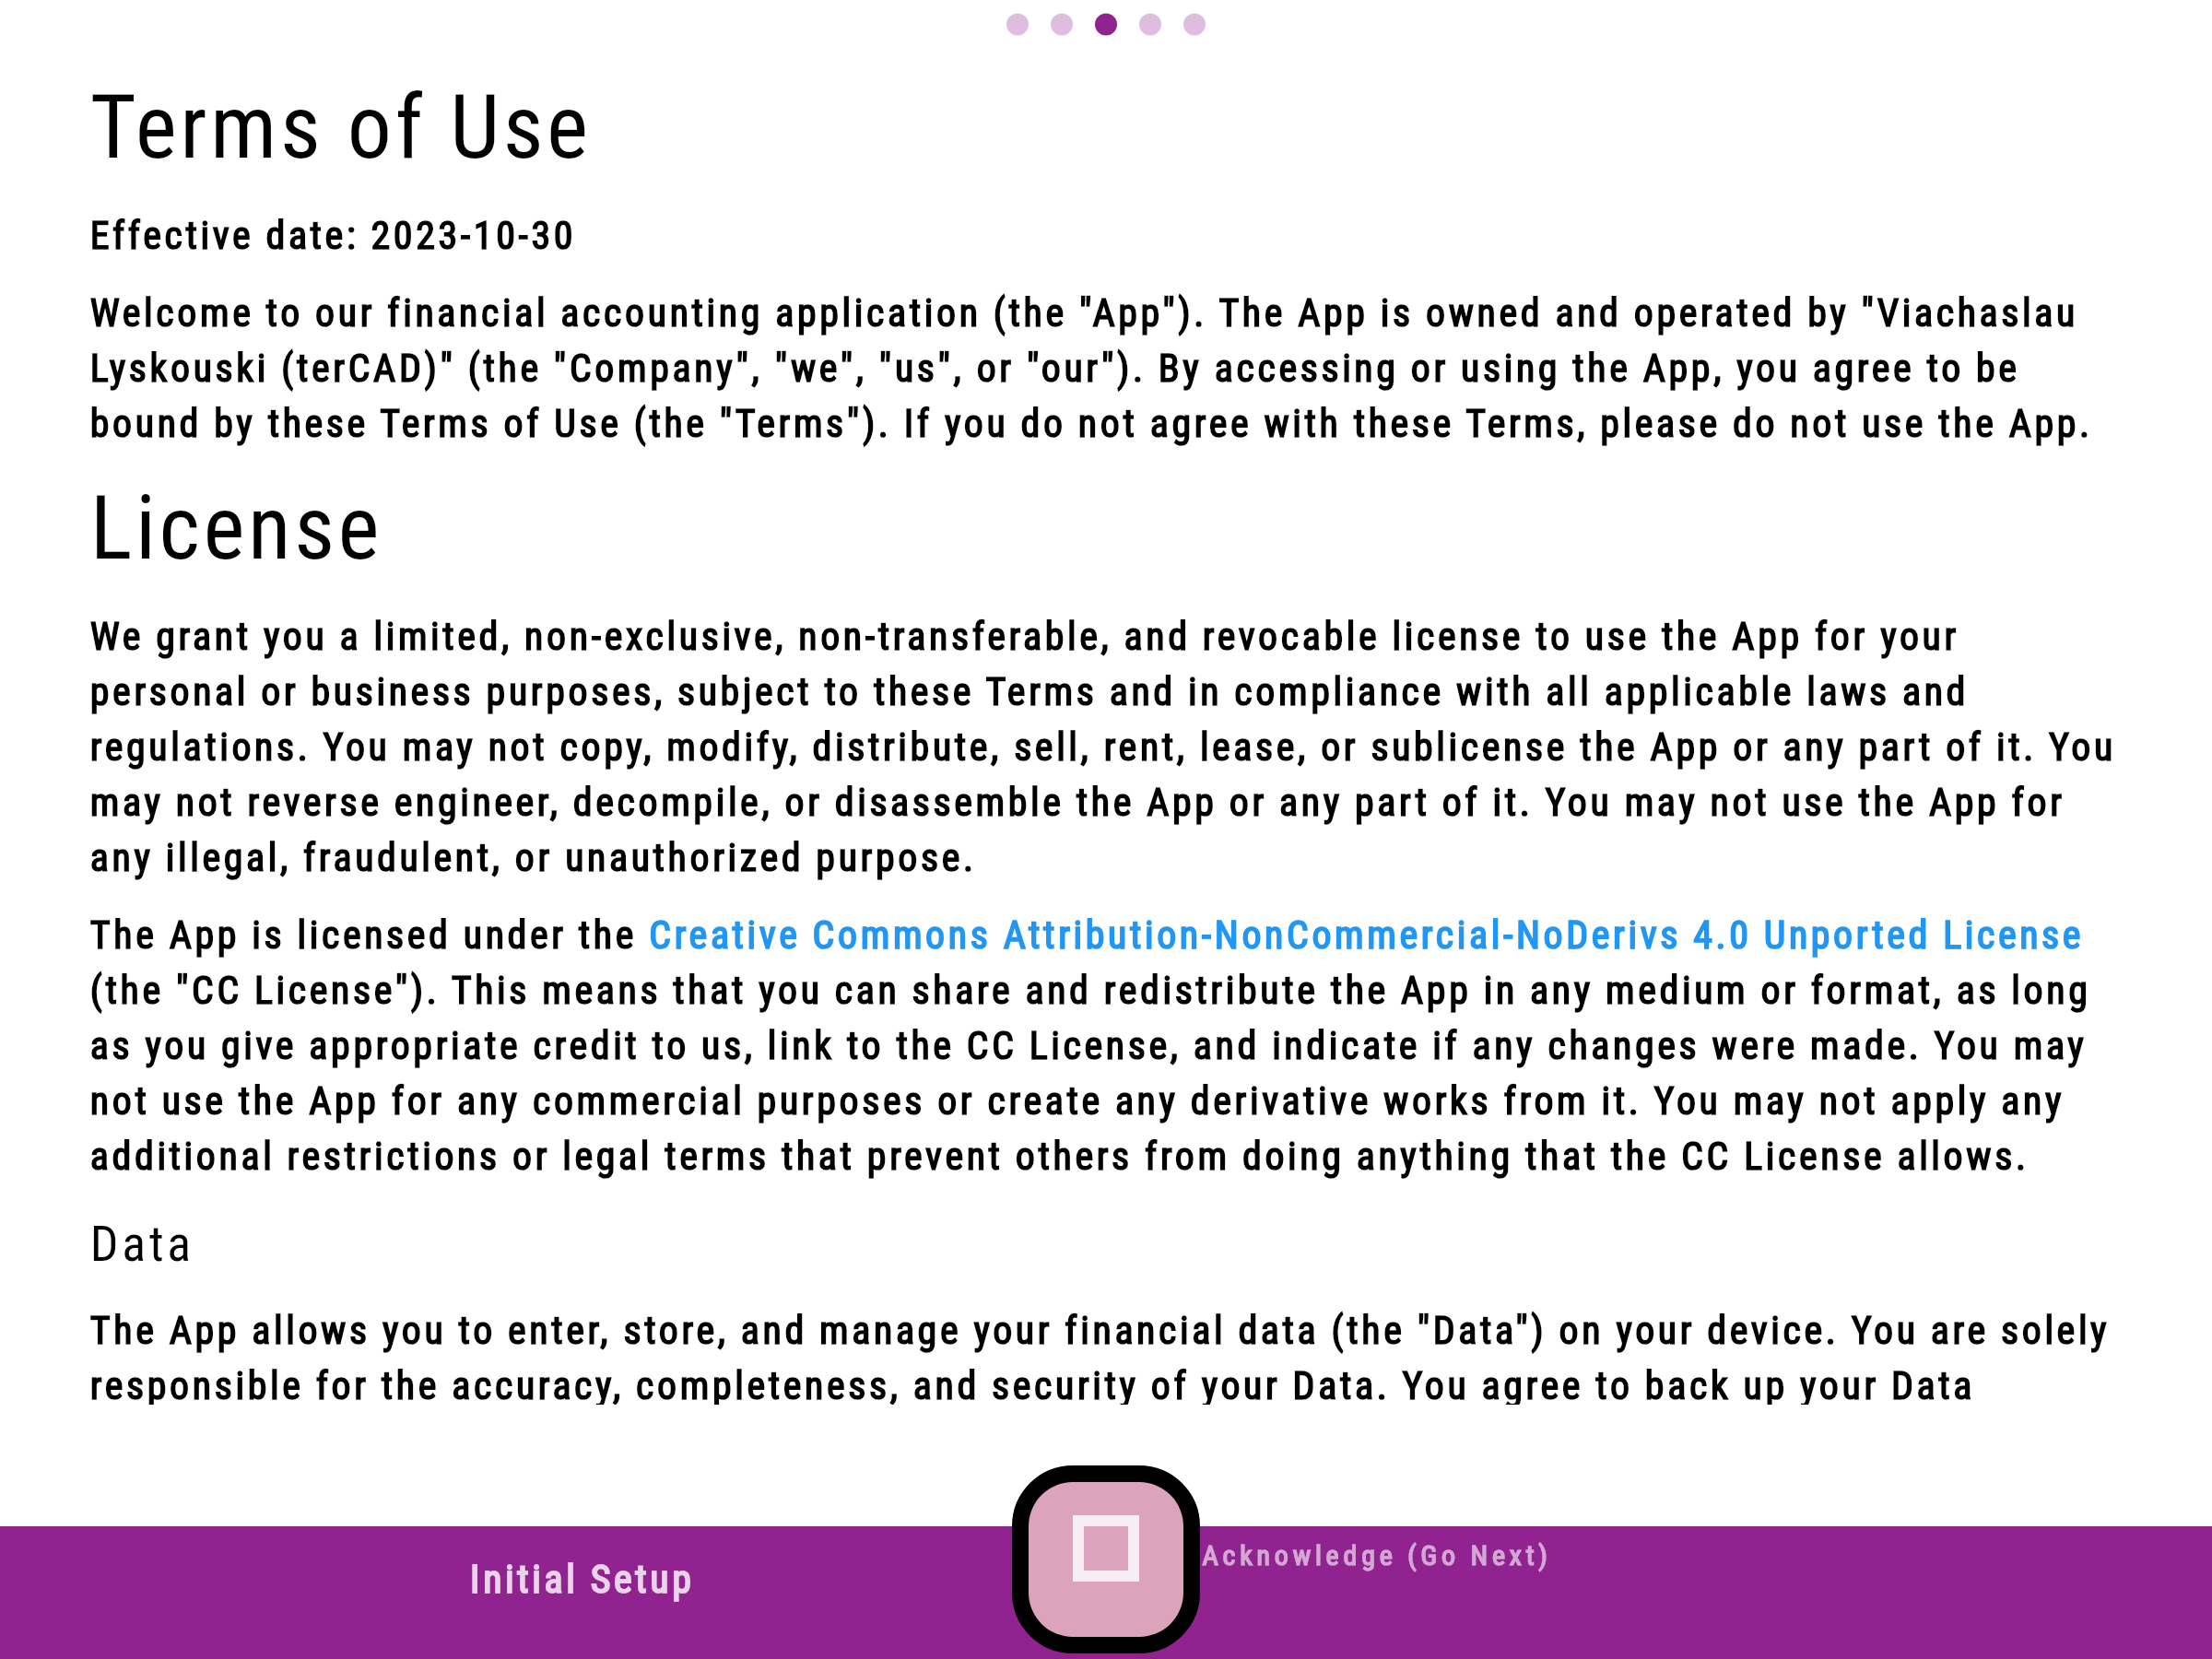 Terms of Use
Effective date: 2023-10-30
Welcome to our financial accounting application (the "App"). The App is owned and operated by "Viachaslau
Lyskouski (terCAD)" (the "Company", "we", "us", or "our"). By accessing or using the App, you agree to be
bound by these Terms of Use (the "Terms"). If you do not agree with these Terms, please do not use the App.
License
We grant you a limited, non-exclusive, non-transferable, and revocable license to use the App for your
personal or business purposes, subject to these Terms and in compliance with all applicable laws and
regulations. You may not copy, modify, distribute, sell, rent, lease, or sublicense the App or any part of it. You
may not reverse engineer, decompile, or disassemble the App or any part of it. You may not use the App for
any illegal, fraudulent, or unauthorized purpose.
The App is licensed under the Creative Commons Attribution-NonCommercial-NoDerivs 4.0 Unported License
(the "CC License"). This means that you can share and redistribute the App in any medium or format, as long
as you give appropriate credit to us, link to the CC License, and indicate if any changes were made. You may
not use the App for any commercial purposes or create any derivative works from it. You may not apply any
additional restrictions or legal terms that prevent others from doing anything that the CC License allows.
Data
The App allows you to enter, store, and manage your financial data (the "Data") on your device. You are solely
responsible for the accuracy, completeness, and security of your Data. You agree to back up your Data
Initial Setup
Acknowledge (Go Next)